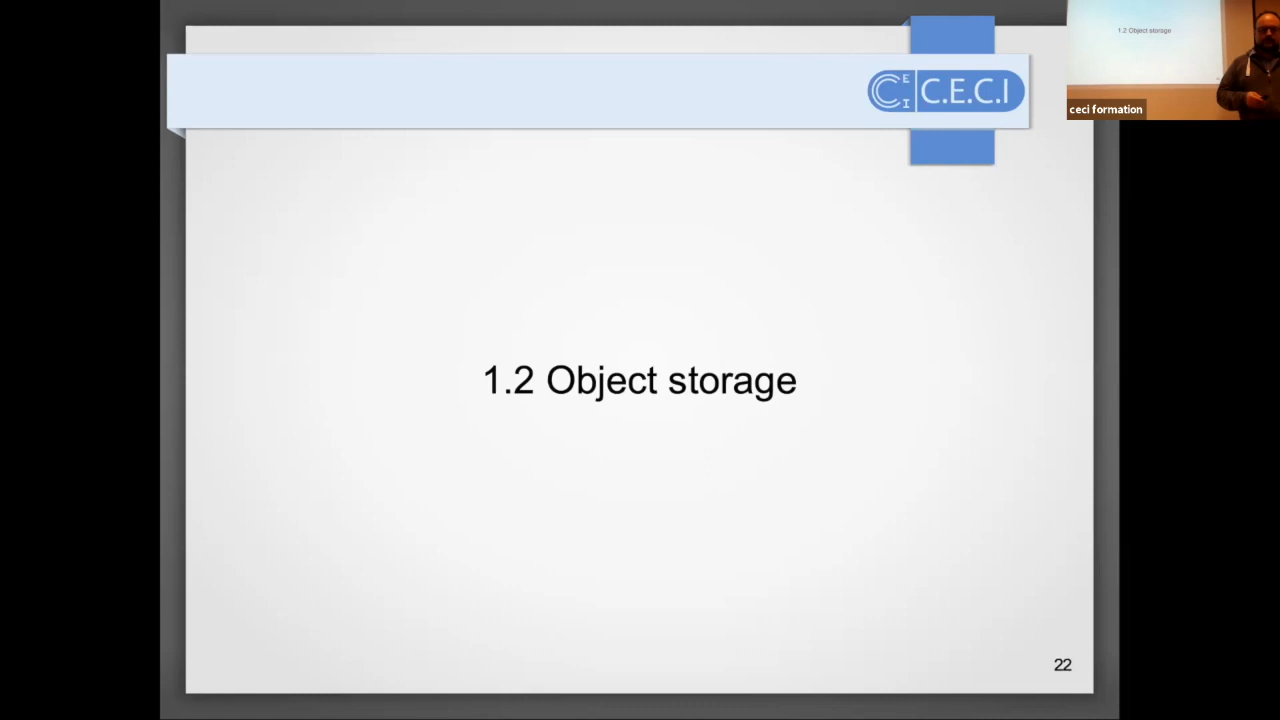 C E C I
C.E.C.I
1.2 Object storage
ceci formation
1.2 Object storage
22